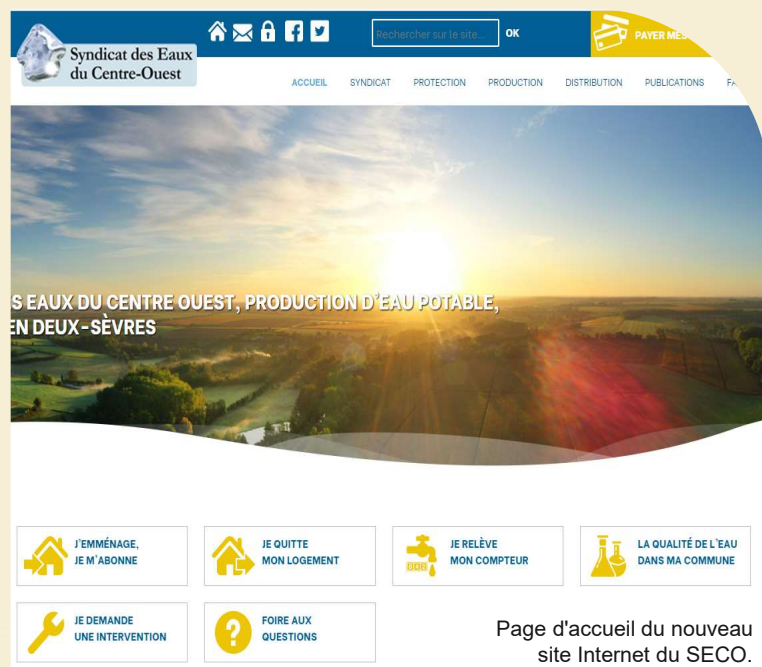 Syndicat des Eaux
du Centre-Ouest
Rechercher sur le site...
OK
PAYER MES
ACCUEIL SYNDICAT PROTECTION PRODUCTION DISTRIBUTION PUBLICATIONS
S EAUX DU CENTRE OUEST, PRODUCTION D'EAU POTABLE,
EN DEUX-SÈVRES
J'EMMÉNAGE,
JE M'ABONNE
JE QUITTE
MON LOGEMENT
JE RELÈVE
MON COMPTEUR
LA QUALITÉ DE L'EAU
DANS MA COMMUNE
JE DEMANDE
UNE INTERVENTION
FOIRE AUX
QUESTIONS
Page d'accueil du nouveau
site Internet du SECO.